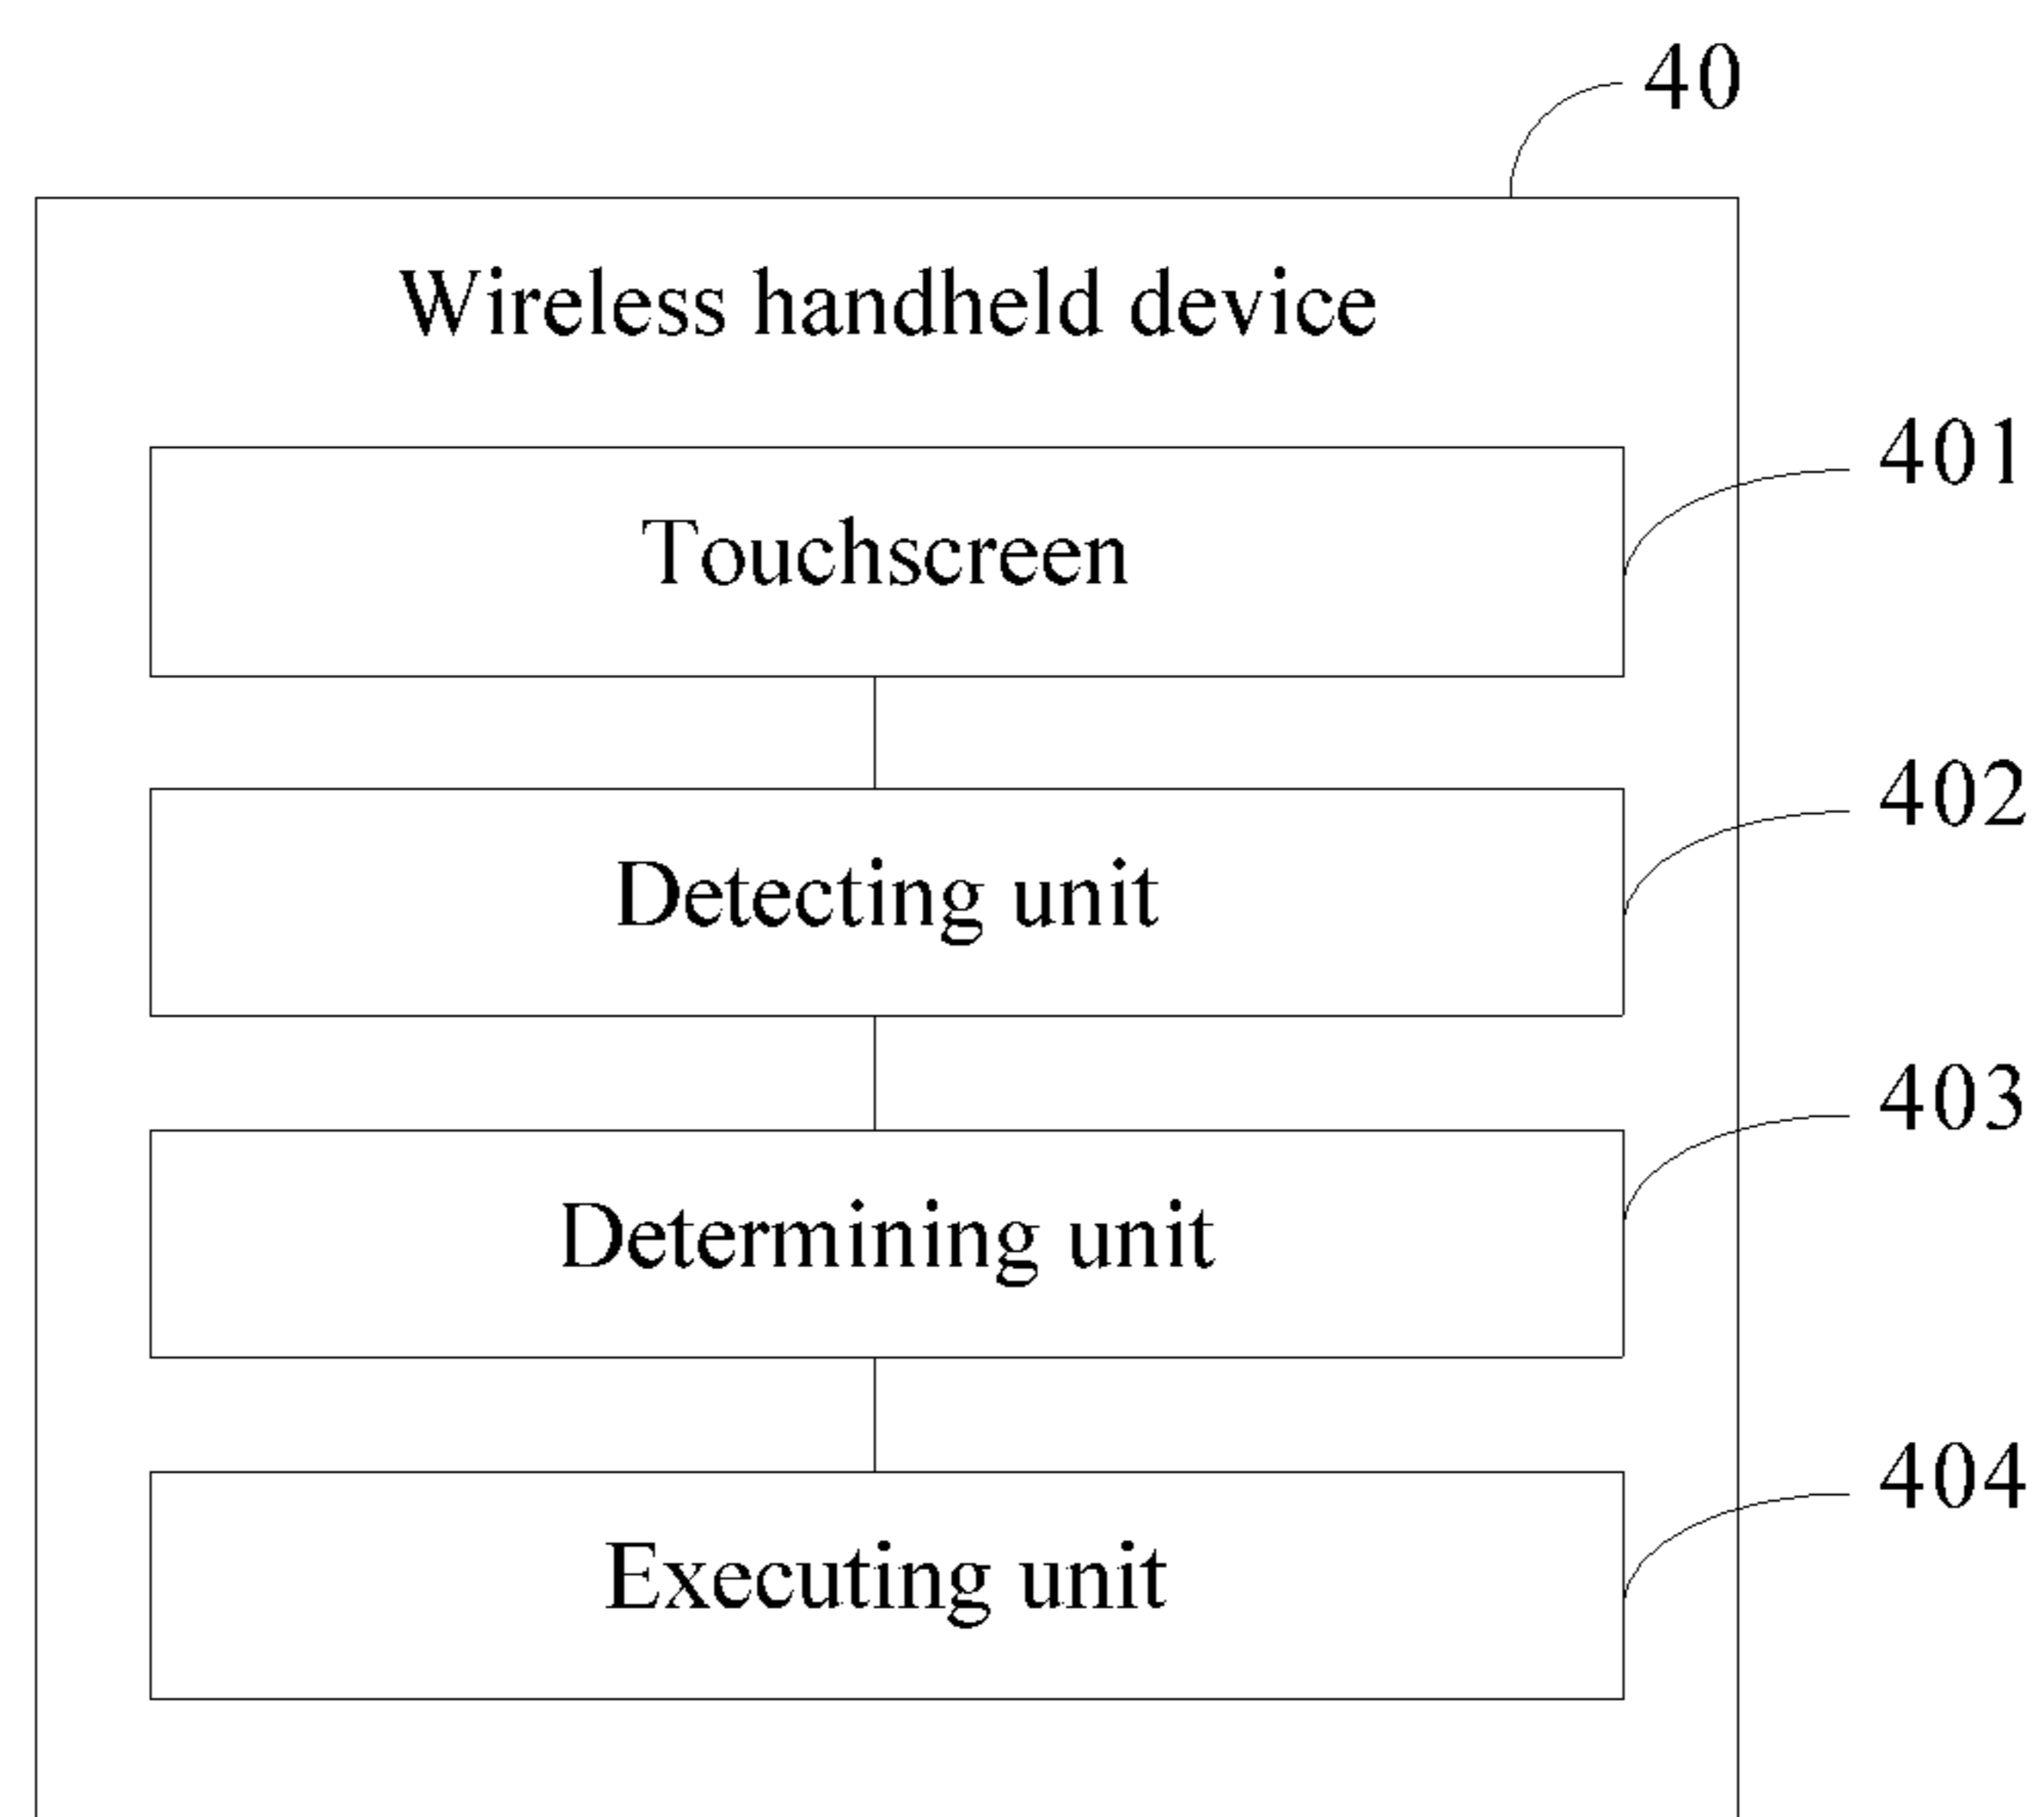 40
Wireless handheld device
401
Touchscreen
402
Detecting unit
403
Determining unit
404
Executing unit